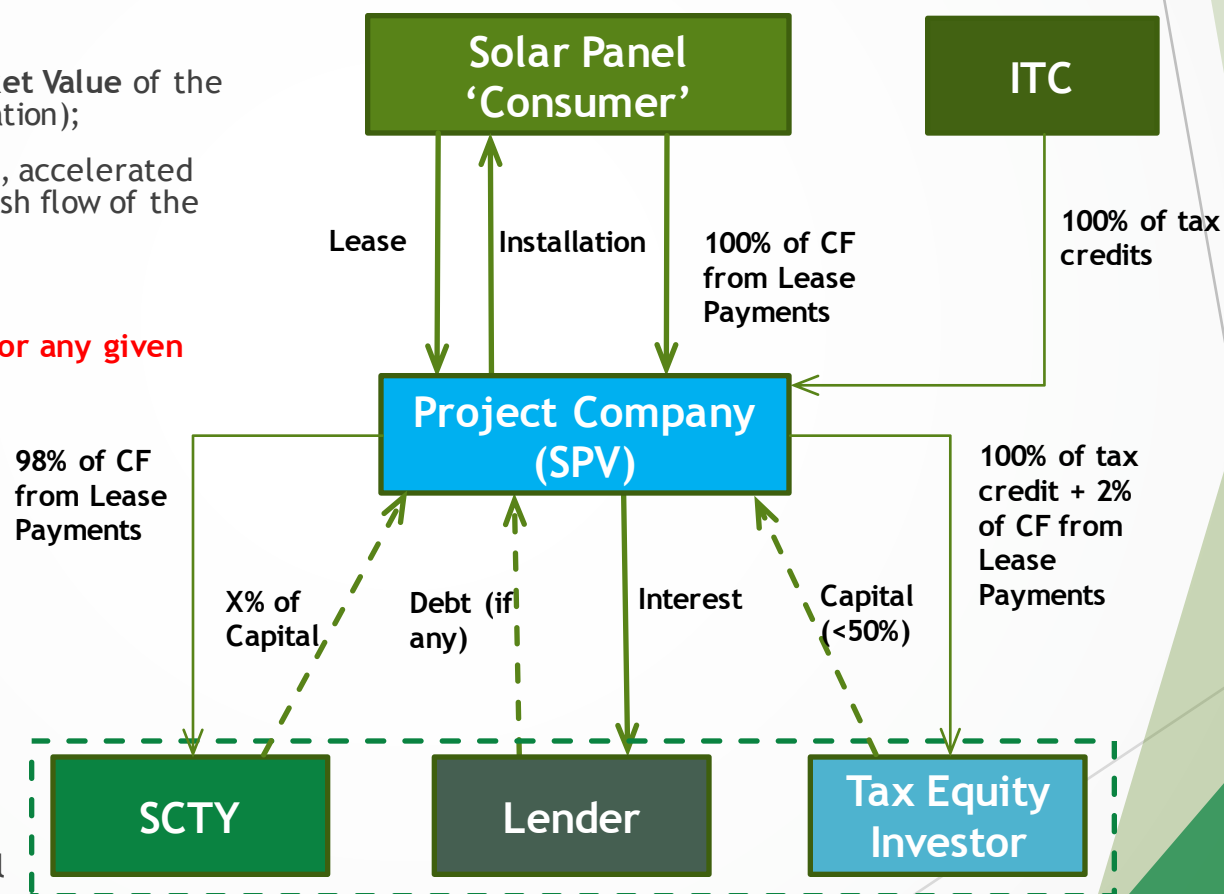 et Value of the
ation);
, accelerated
sh flow of the
or any given
Solar Panel
‘Consumer’
ITC
Lease
Installation
100% of CF
from Lease
Payments
100% of tax
credits
Project Company
(SPV)
98% of CF
from Lease
Payments
100% of tax
credit + 2%
of CF from
Lease
Payments
X% of
Capital
Debt (if
any)
Interest
Capital
(<50%)
SCTY
Lender
Tax Equity
Investor
l